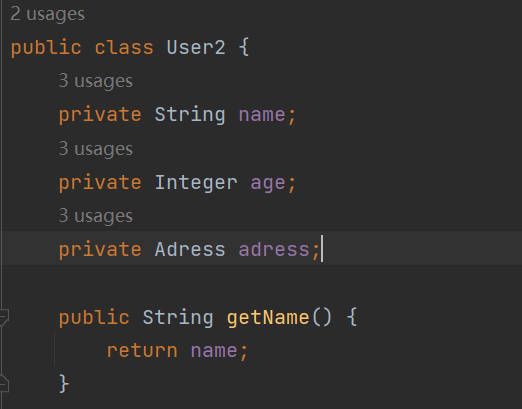 2 usages
public class User2 {
3 usages
private String name;
3 usages
private Integer age;
3 usages
private Adress adress;
public String getName() {
return name;
}